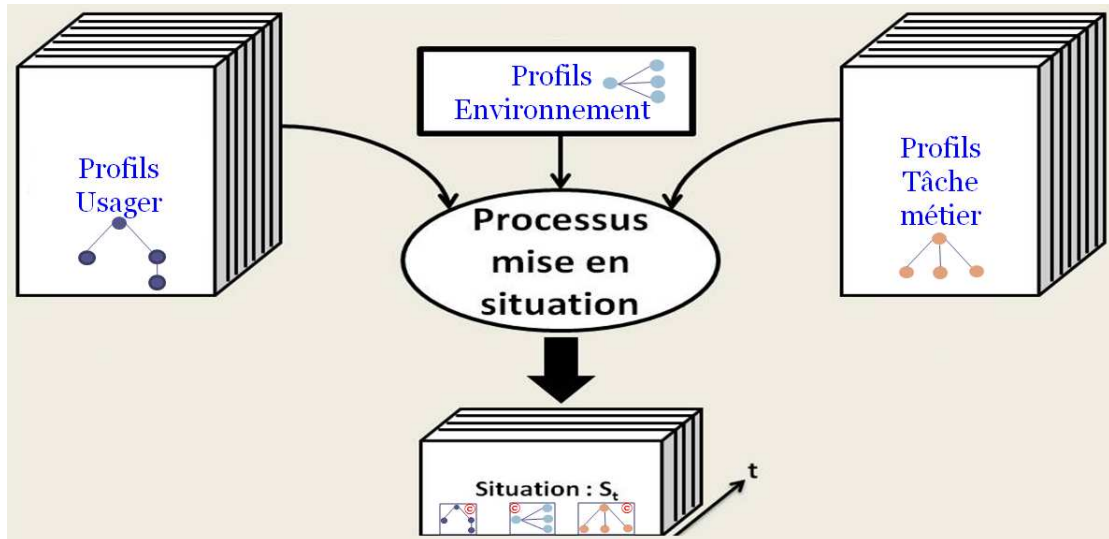 Profils
Usager
Profils
Environnement
Profils
Tâche
métier
Processus
mise en
situation
Situation : St
t
© © ©